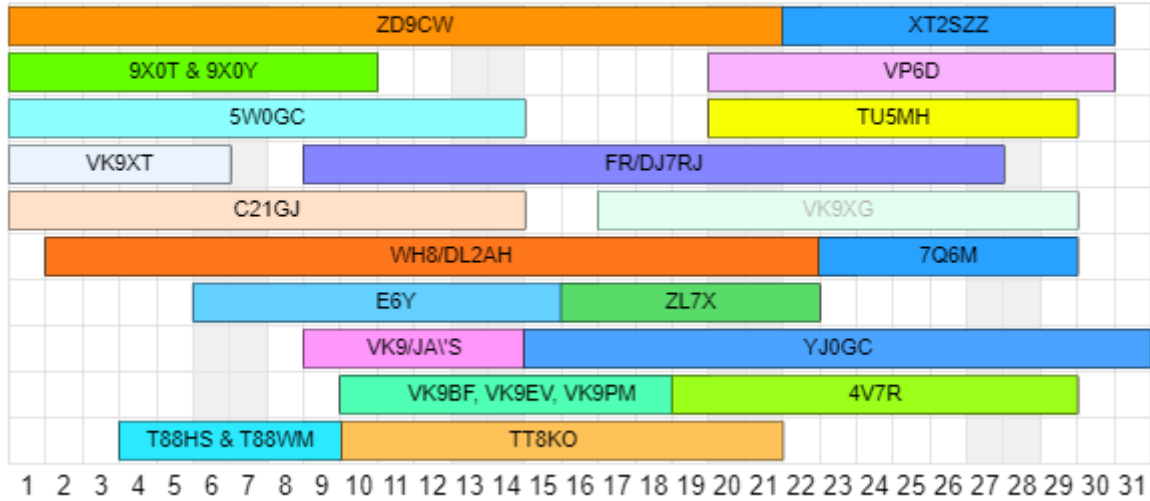 ZD9CW XT2SZZ
9X0T & 9X0Y VP6D
5W0GC TU5MH
VK9XT FR/DJ7RJ
C21GJ VK9XG
WH8/DL2AH 7Q6M
E6Y ZL7X
VK9/JA\'S YJ0GC
VK9BF, VK9EV, VK9PM 4V7R
T88HS & T88WM TT8KO
1 2 3 4 5 6 7 8 9 10 11 12 13 14 15 16 17 18 19 20 21 22 23 24 25 26 27 28 29 30 31